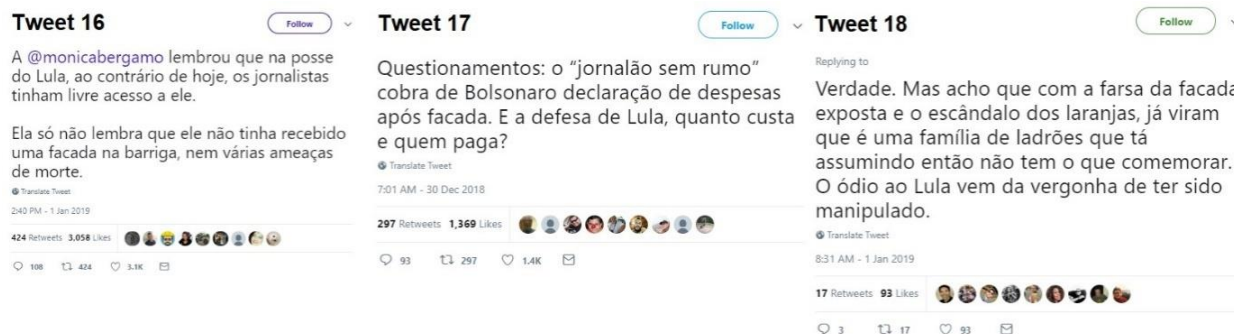 Tweet 16
Follow
A @monicabergamo lembrou que na posse
do Lula, ao contrário de hoje, os jornalistas
tinham livre acesso a ele.
Ela só não lembra que ele não tinha recebido
uma facada na barriga, nem várias ameaças
de morte.
Translate Tweet
2:40 PM - 1 Jan 2019
424 Retweets 3,058 Likes
108 424 3.1K
Tweet 17
Follow
Questionamentos: o “jornalão sem rumo”
cobra de Bolsonaro declaração de despesas
após facada. E a defesa de Lula, quanto custa
e quem paga?
Translate Tweet
7:01 AM - 30 Dec 2018
297 Retweets 1,369 Likes
93 297 1.4K
Tweet 18
Follow
Replying to
Verdade. Mas acho que com a farsa da facada
exposta e o escândalo dos laranjas, já viram
que é uma família de ladrões que tá
assumindo então não tem o que comemorar.
O ódio ao Lula vem da vergonha de ter sido
manipulado.
Translate Tweet
8:31 AM - 1 Jan 2019
17 Retweets 93 Likes
3 17 93